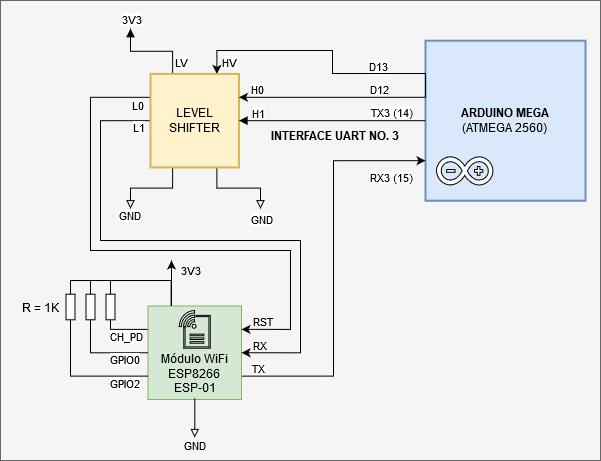 3V3
LV
HV
D13
L0
H0
D12
LEVEL
SHIFTER
ARDUINO MEGA
(ATMEGA 2560)
L1
H1
TX3 (14)
INTERFACE UART NO. 3
RX3 (15)
GND
GND
3V3
R = 1K
CH_PD
RST
GPIO0
Módulo WiFi
RX
ESP8266
TX
GPIO2
ESP-01
GND